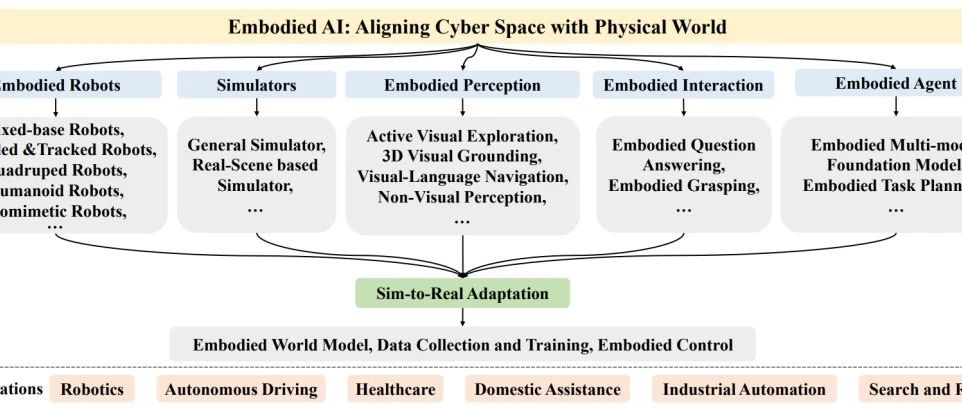 Embodied AI: Aligning Cyber Space with Physical World
Embodied Robots
Simulators
Embodied Perception
Embodied Interaction
Embodied Agent
ixed-base Robots,
led &Tracked Robots,
uadruped Robots,
umanoid Robots,
omimetic Robots,
…
General Simulator,
Real-Scene based
Simulator,
…
Active Visual Exploration,
3D Visual Grounding,
Visual-Language Navigation,
Non-Visual Perception,
…
Embodied Question
Answering,
Embodied Grasping,
…
Embodied Multi-mod
Foundation Model
Embodied Task Plann
…
Sim-to-Real Adaptation
Embodied World Model, Data Collection and Training, Embodied Control
ations
Robotics
Autonomous Driving
Healthcare
Domestic Assistance
Industrial Automation
Search and R